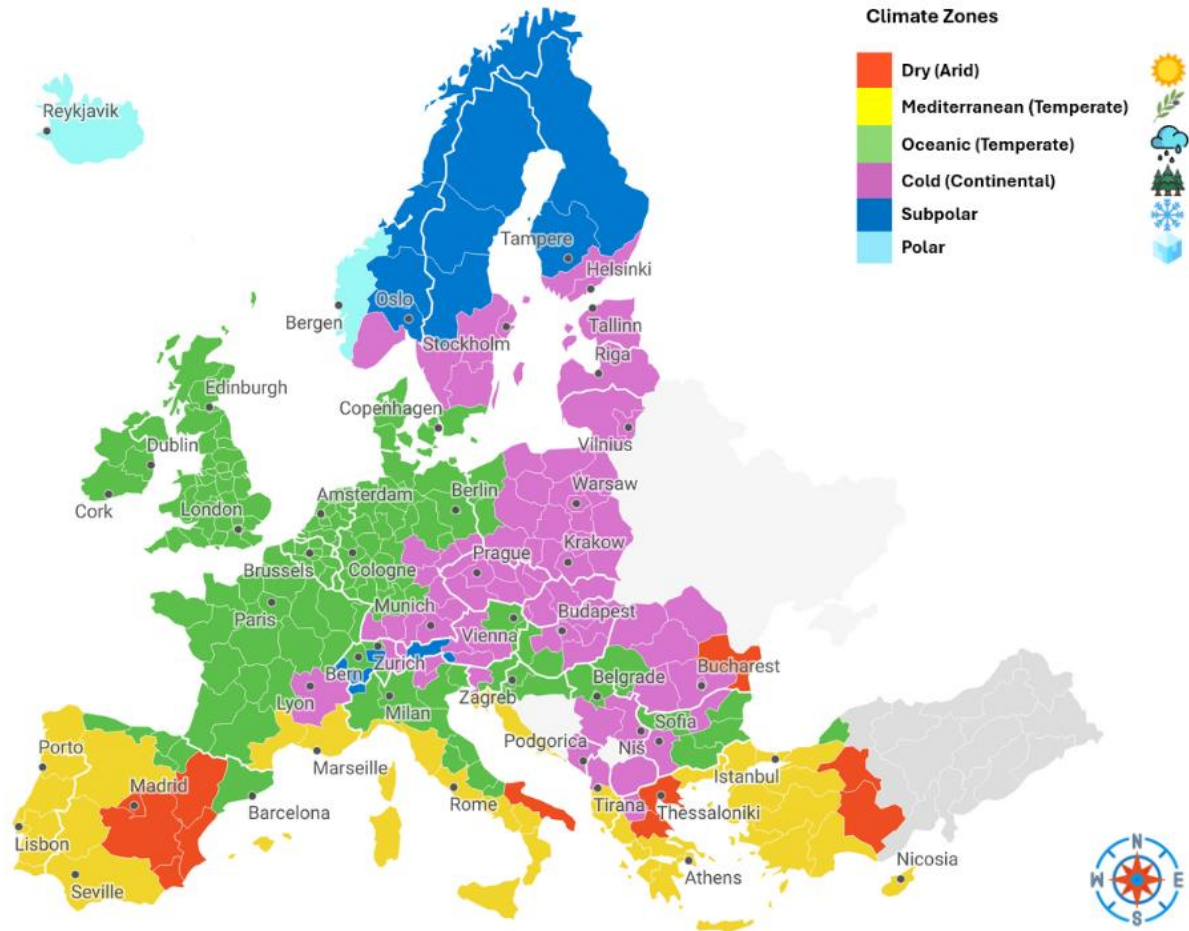 Climate Zones
Dry (Arid)
Mediterranean (Temperate)
Oceanic (Temperate)
Cold (Continental)
Subpolar
Polar
Reykjavik
Tampere
Helsinki
Oslo
Bergen
Tallinn
Stockholm
Riga
Edinburgh
Copenhagen
Dublin
Vilnius
Amsterdam
Berlin
Warsaw
Cork
London
Prague
Krakow
Brussels
Cologne
Paris
Munich
Budapest
Vienna
Bern
Zurich
Bucharest
Belgrade
Lyon
Milan
Zagreb
Sofia
Porto
Podgorica
Niš
Marseille
Istanbul
Madrid
Rome
Tirana
Thessaloniki
Barcelona
Lisbon
Nicosia
Seville
Athens
N
W
E
S